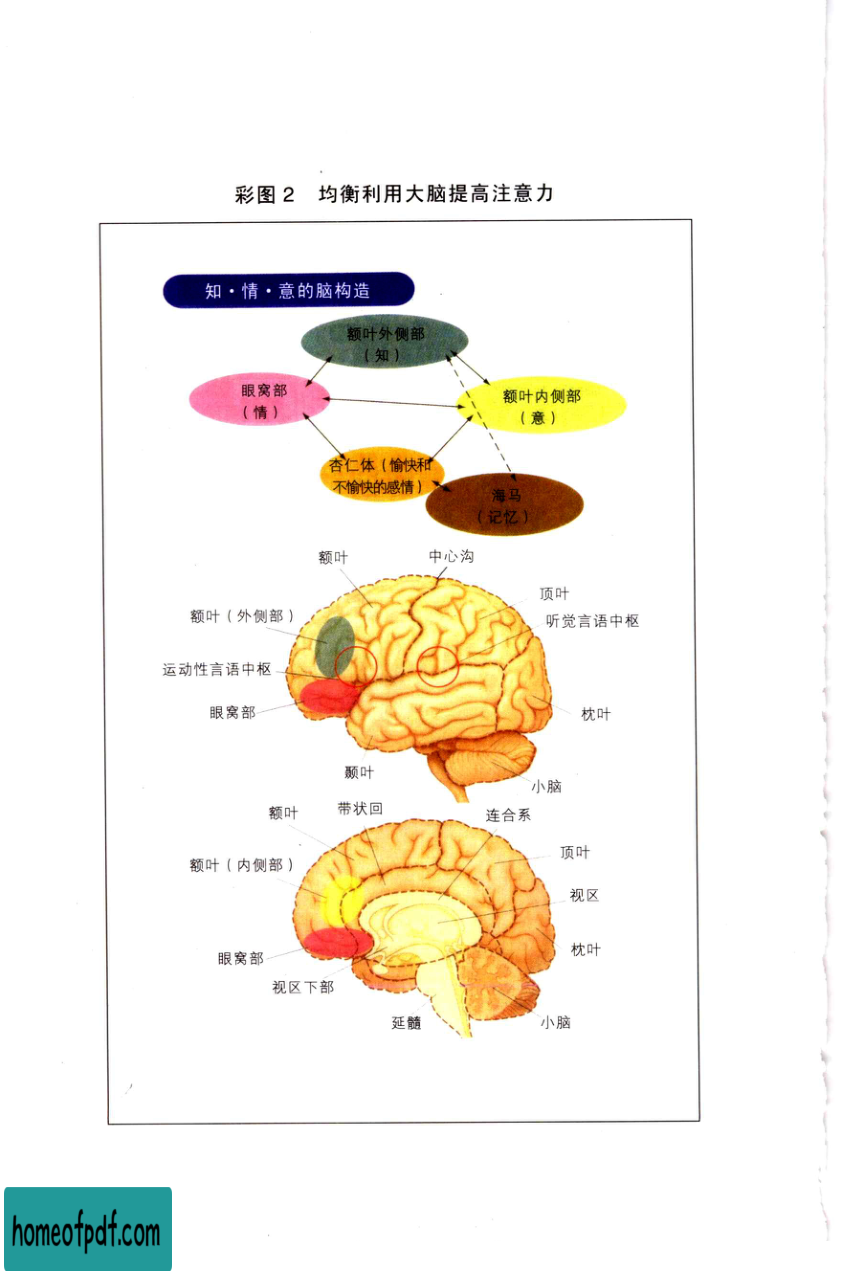 彩图 2 均衡利用大脑提高注意力
知·情·意的脑构造
额叶外侧部
（知）
眼窝部
（情）
额叶内侧部
（意）
杏仁体（愉快和
不愉快的感情）
海马
（记忆）
额叶
中心沟
顶叶
额叶（外侧部）
听觉言语中枢
运动性言语中枢
眼窝部
枕叶
颞叶
小脑
额叶
带状回
连合系
顶叶
额叶（内侧部）
视区
枕叶
眼窝部
视区下部
延髓
小脑
homeofpdf.com